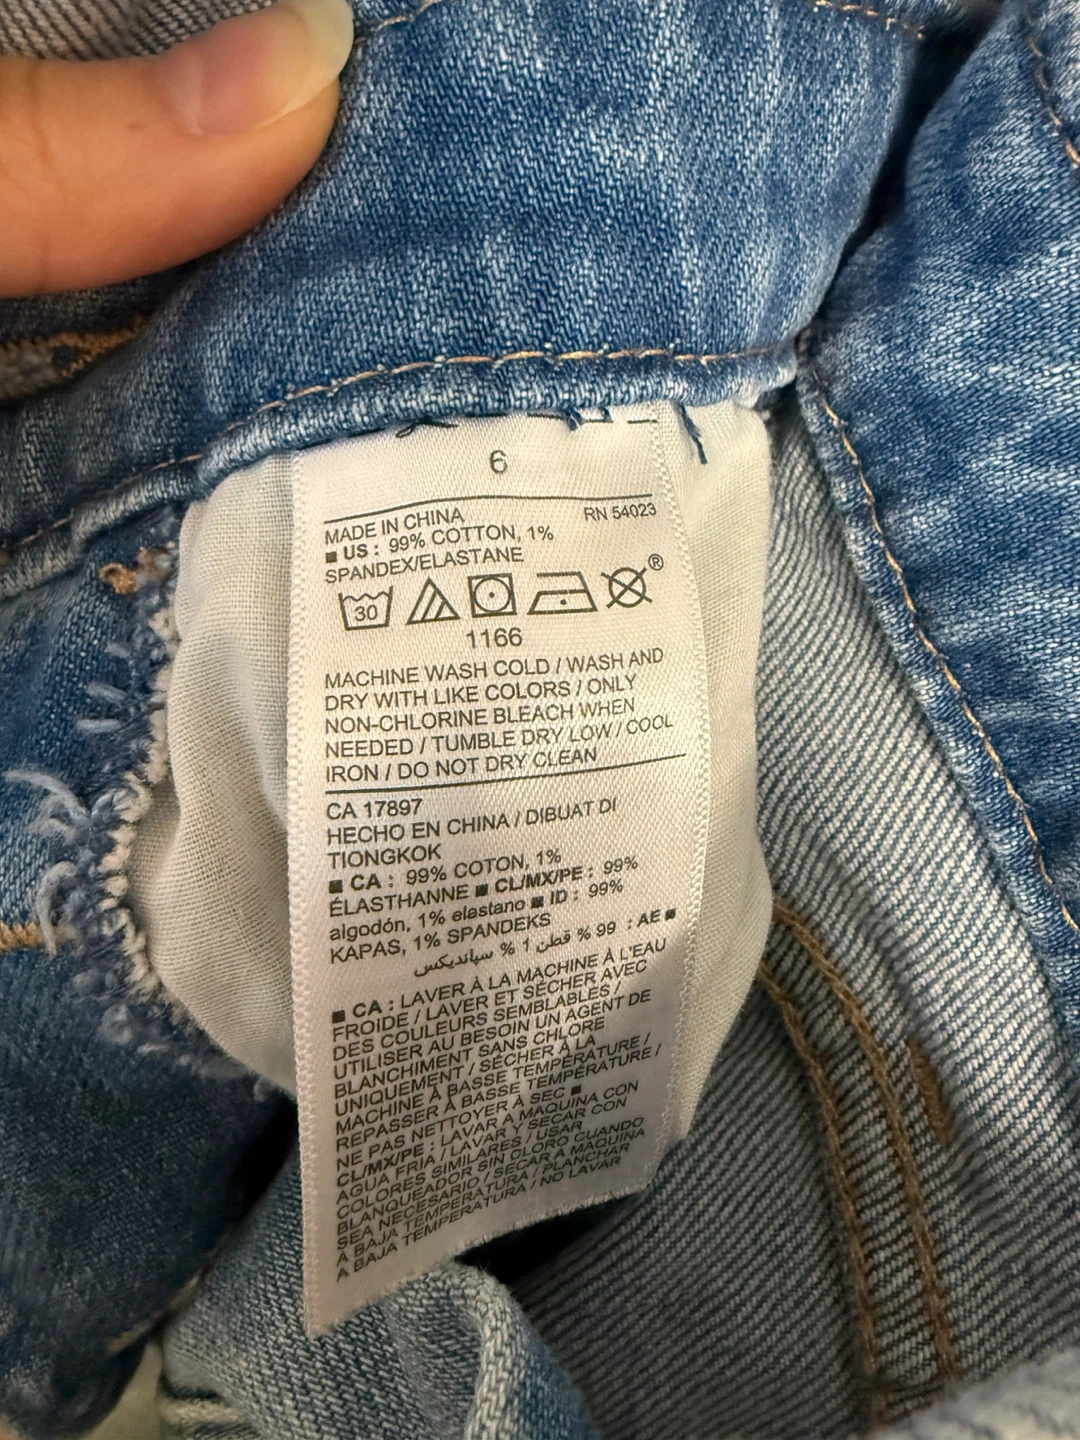 6
MADE IN CHINA RN 54023
■ US : 99% COTTON, 1%
SPANDEX/ELASTANE
30
®
1166
MACHINE WASH COLD / WASH AND
DRY WITH LIKE COLORS / ONLY
NON-CHLORINE BLEACH WHEN
NEEDED / TUMBLE DRY LOW / COOL
IRON / DO NOT DRY CLEAN
CA 17897
HECHO EN CHINA / DIBUAT DI
TIONGKOK
■ CA : 99% COTON, 1%
ÉLASTHANNE ■ CL/MX/PE : 99%
algodón, 1% elastano ■ ID : 99%
KAPAS, 1% SPANDEKS
■ AE : 99 % قطن 1 % سپانديكس
■ CA : LAVER À LA MACHINE À L'EAU
FROIDE / LAVER ET SÉCHER AVEC
DES COULEURS SEMBLABLES /
UTILISER AU BESOIN UN AGENT DE
BLANCHIMENT SANS CHLORE
UNIQUEMENT / SÉCHER À LA
MACHINE À BASSE TEMPÉRATURE /
REPASSER À BASSE TEMPÉRATURE /
NE PAS NETTOYER À SEC ■
CL/MX/PE : LAVAR A MAQUINA CON
AGUA FRIA / LAVAR Y SECAR CON
COLORES SIMILARES / USAR
BLANQUEADOR SIN CLORO CUANDO
SEA NECESARIO / SECAR A MAQUINA
A BAJA TEMPERATURA / PLANCHAR
A BAJA TEMPERATURA / NO LAVAR